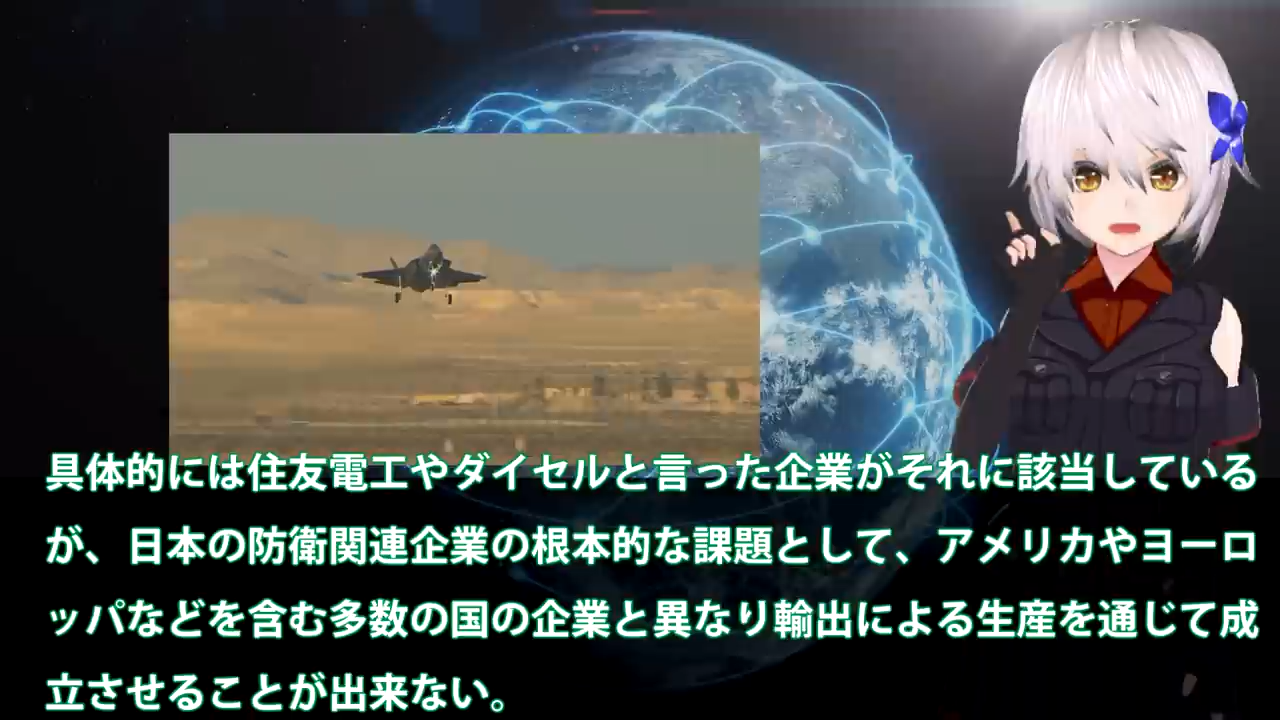 具体的には住友電工やダイセルと言った企業がそれに該当している
が、日本の防衛関連企業の根本的な課題として、アメリカやヨーロ
ッパなどを含む多数の国の企業と異なり輸出による生産を通じて成
立させることが出来ない。